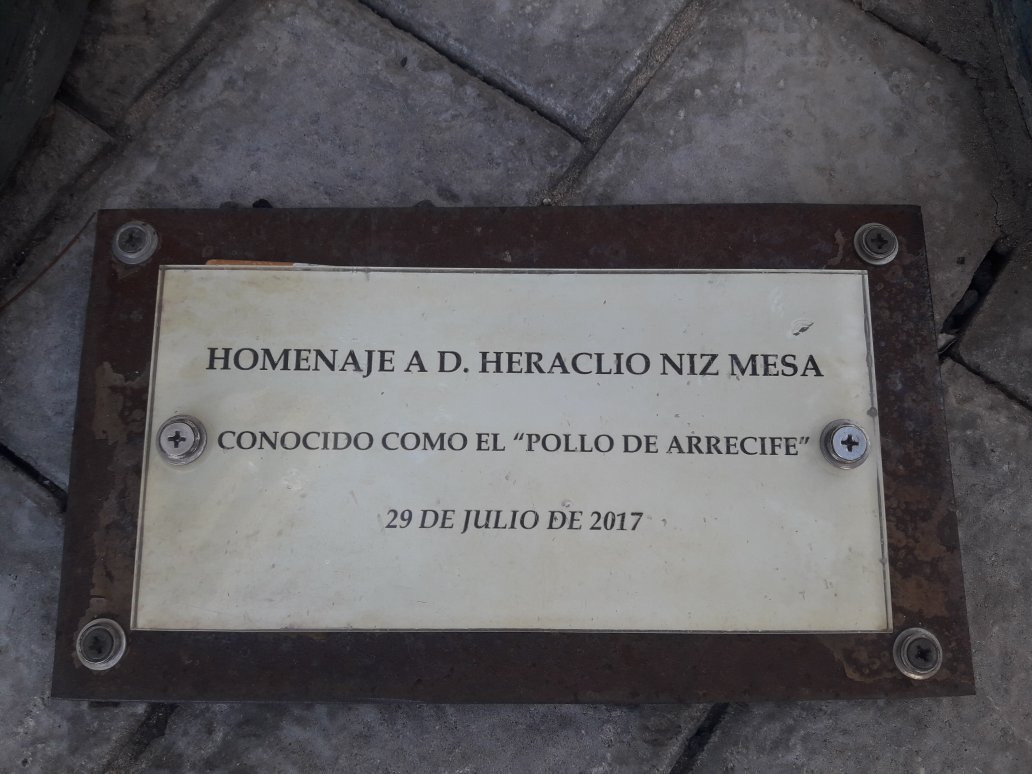 HOMENAJE A D. HERACLIO NIZ MESA
CONOCIDO COMO EL “POLLO DE ARRECIFE”
29 DE JULIO DE 2017